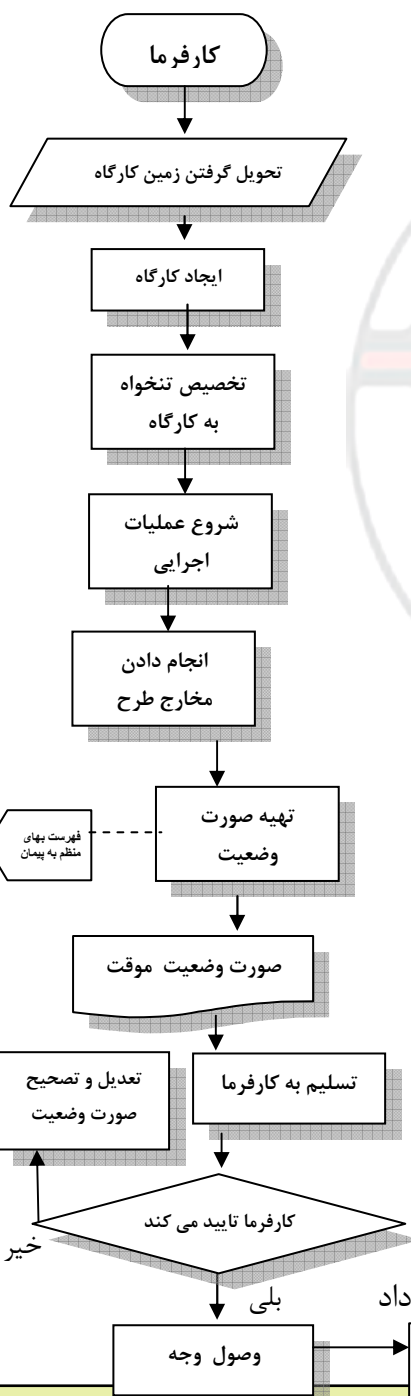 کارفرما
تحویل گرفتن زمین کارگاه
ایجاد کارگاه
تخصیص تنخواه
به کارگاه
شروع عملیات
اجرایی
انجام دادن
مخارج طرح
تهیه صورت
وضعیت
فهرست بهای
منظم به پیمان
صورت وضعیت موقت
تسلیم به کارفرما
تعدیل و تصحیح
صورت وضعیت
کارفرما تایید می کند
خیر
بلی
داد
وصول وجه